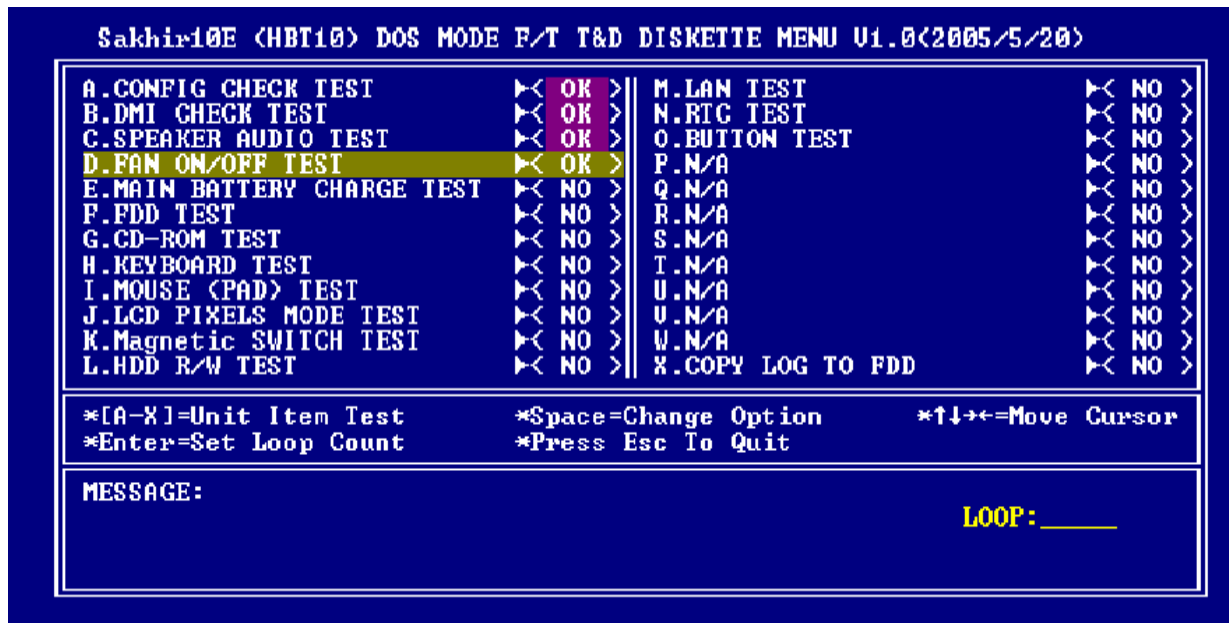 Sakhir10E (HBT10) DOS MODE F/T T&D DISKETTE MENU V1.0(2005/5/20)
A.CONFIG CHECK TEST ►< OK >
B.DMI CHECK TEST ►< OK >
C.SPEAKER AUDIO TEST ►< OK >
D.FAN ON/OFF TEST ►< OK >
E.MAIN BATTERY CHARGE TEST ►< NO >
F.FDD TEST ►< NO >
G.CD-ROM TEST ►< NO >
H.KEYBOARD TEST ►< NO >
I.MOUSE (PAD) TEST ►< NO >
J.LCD PIXELS MODE TEST ►< NO >
K.Magnetic SWITCH TEST ►< NO >
L.HDD R/W TEST ►< NO >
M.LAN TEST ►< NO >
N.RTC TEST ►< NO >
O.BUTTON TEST ►< NO >
P.N/A ►< NO >
Q.N/A ►< NO >
R.N/A ►< NO >
S.N/A ►< NO >
T.N/A ►< NO >
U.N/A ►< NO >
V.N/A ►< NO >
W.N/A ►< NO >
X.COPY LOG TO FDD ►< NO >
*[A-X]=Unit Item Test *Space=Change Option *↑↓→←=Move Cursor
*Enter=Set Loop Count *Press Esc To Quit
MESSAGE:
LOOP:______